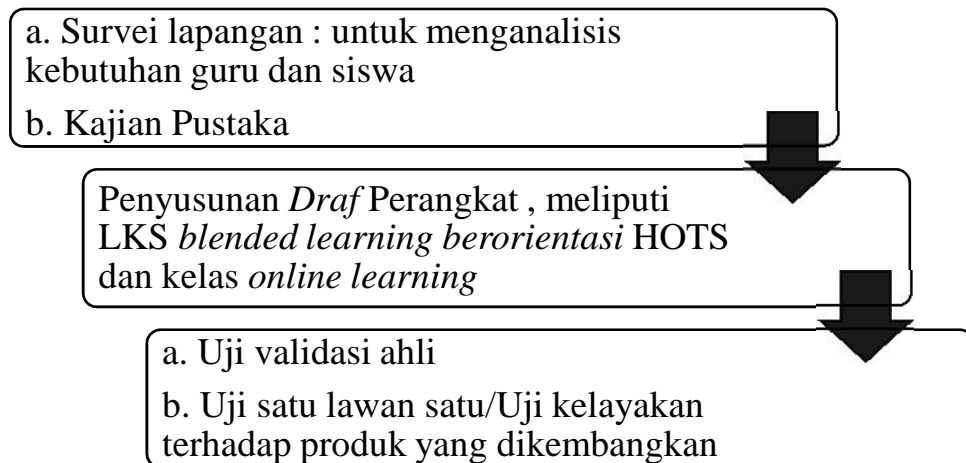 a. Survei lapangan : untuk menganalisis
kebutuhan guru dan siswa
b. Kajian Pustaka
Penyusunan Draf Perangkat , meliputi
LKS blended learning berorientasi HOTS
dan kelas online learning
a. Uji validasi ahli
b. Uji satu lawan satu/Uji kelayakan
terhadap produk yang dikembangkan